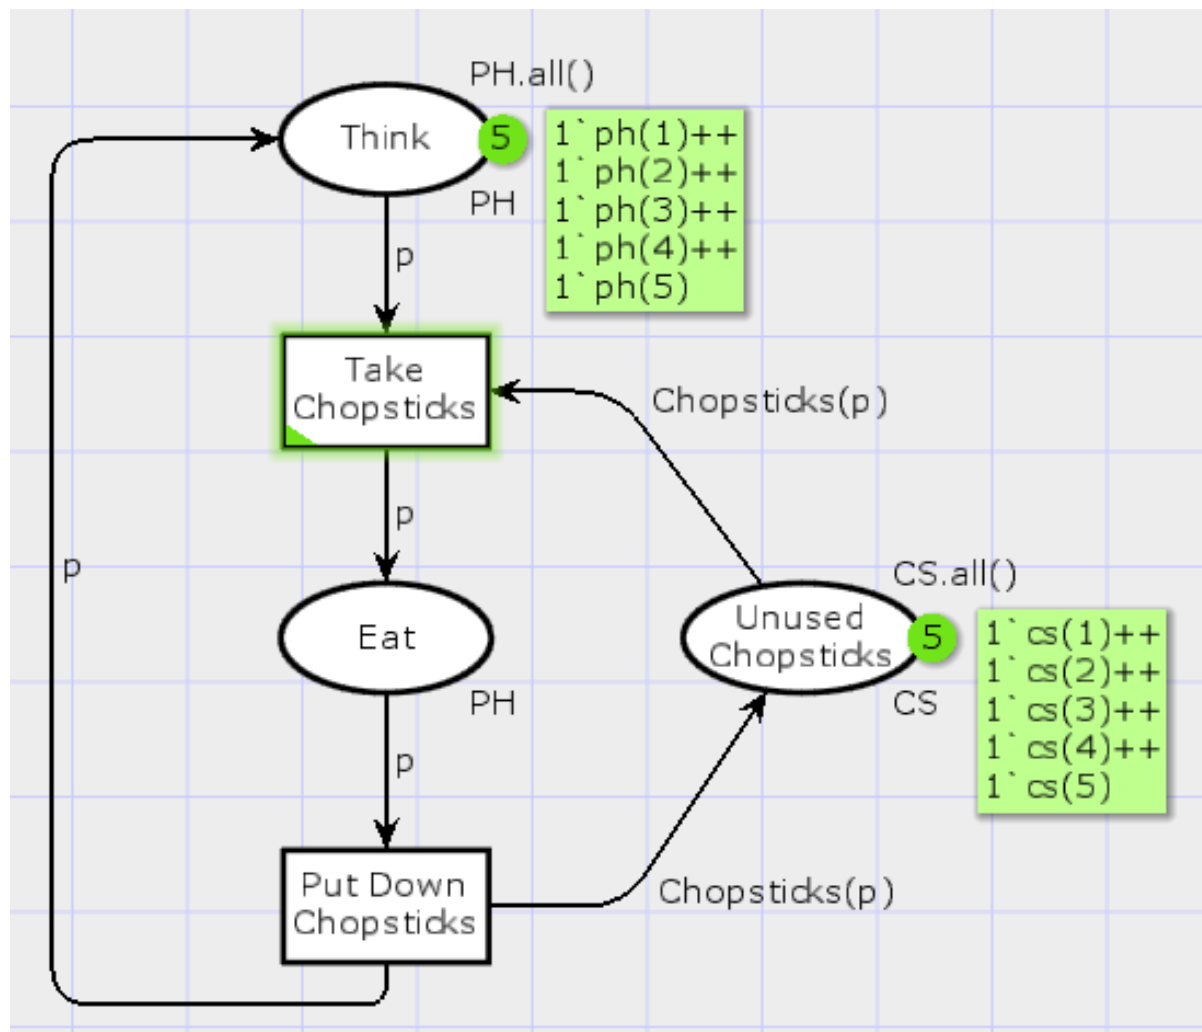 PH.all()
Think
5
1`ph(1)++
1`ph(2)++
1`ph(3)++
1`ph(4)++
1`ph(5)
PH
p
Take
Chopsticks
Chopsticks(p)
p
p
CS.all()
Eat
Unused
Chopsticks
5
1`cs(1)++
1`cs(2)++
1`cs(3)++
1`cs(4)++
1`cs(5)
PH
CS
p
Put Down
Chopsticks
Chopsticks(p)